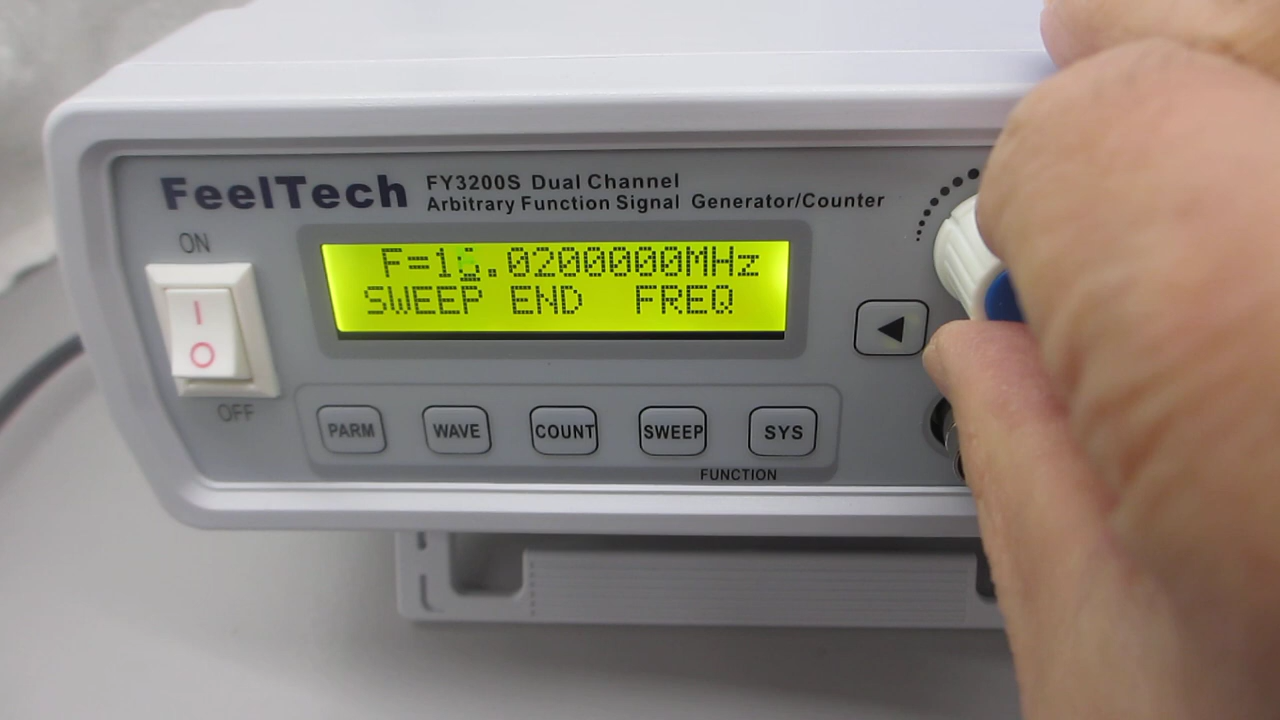 FeelTech
FY3200S Dual Channel
Arbitrary Function Signal Generator/Counter
ON
SWEEP END FREQ
I
O
OFF
PARM
WAVE
COUNT
SWEEP
SYS
FUNCTION